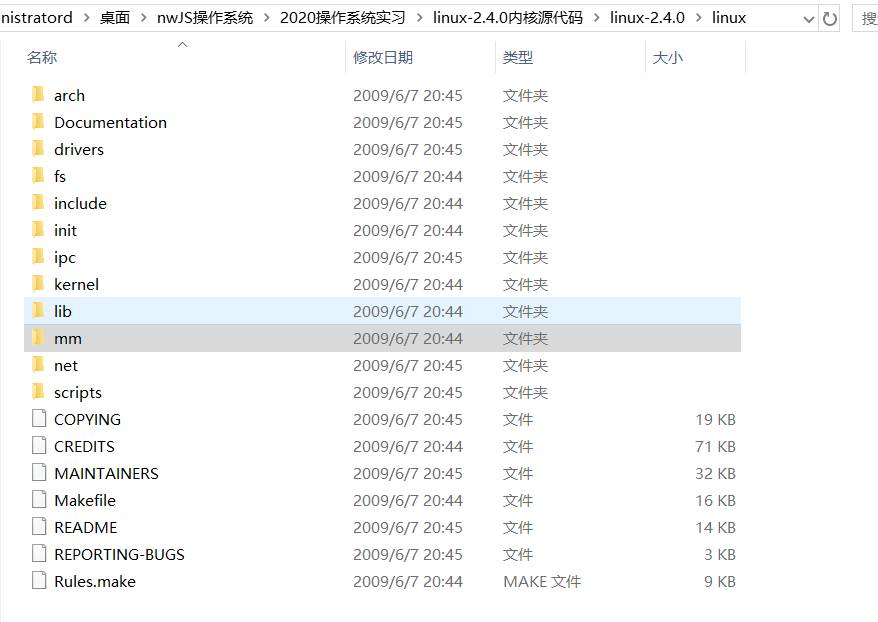 nistratord > 桌面 > nwJS操作系统 > 2020操作系统实习 > linux-2.4.0内核源代码 > linux-2.4.0 > linux 搜
名称 修改日期 类型 大小
arch 2009/6/7 20:45 文件夹
Documentation 2009/6/7 20:45 文件夹
drivers 2009/6/7 20:45 文件夹
fs 2009/6/7 20:44 文件夹
include 2009/6/7 20:44 文件夹
init 2009/6/7 20:44 文件夹
ipc 2009/6/7 20:45 文件夹
kernel 2009/6/7 20:44 文件夹
lib 2009/6/7 20:44 文件夹
mm 2009/6/7 20:44 文件夹
net 2009/6/7 20:45 文件夹
scripts 2009/6/7 20:45 文件夹
COPYING 2009/6/7 20:45 文件 19 KB
CREDITS 2009/6/7 20:44 文件 71 KB
MAINTAINERS 2009/6/7 20:45 文件 32 KB
Makefile 2009/6/7 20:44 文件 16 KB
README 2009/6/7 20:45 文件 14 KB
REPORTING-BUGS 2009/6/7 20:45 文件 3 KB
Rules.make 2009/6/7 20:44 MAKE 文件 9 KB